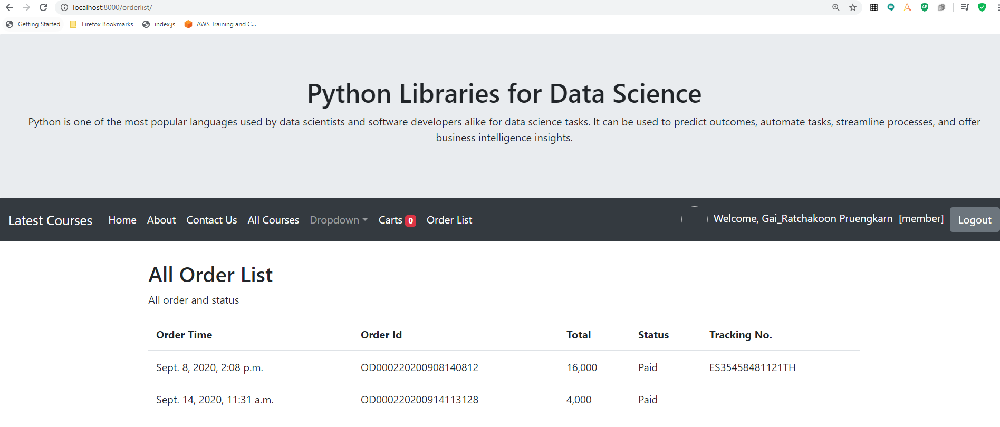 localhost:8000/orderlist/
Getting Started Firefox Bookmarks index.js AWS Training and C...
Python Libraries for Data Science
Python is one of the most popular languages used by data scientists and software developers alike for data science tasks. It can be used to predict outcomes, automate tasks, streamline processes, and offer
business intelligence insights.
Latest Courses Home About Contact Us All Courses Dropdown Carts 0 Order List Welcome, Gai_Ratchakoon Pruengkarn [member] Logout
All Order List
All order and status
Order Time Order Id Total Status Tracking No.
Sept. 8, 2020, 2:08 p.m. OD000220200908140812 16,000 Paid ES35458481121TH
Sept. 14, 2020, 11:31 a.m. OD000220200914113128 4,000 Paid